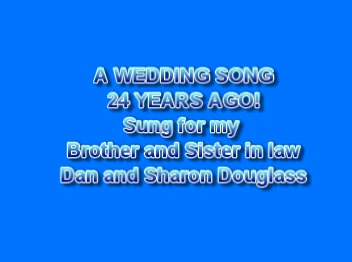 A WEDDING SONG
24 YEARS AGO!
Sung for my
Brother and Sister in law
Dan and Sharon Douglass